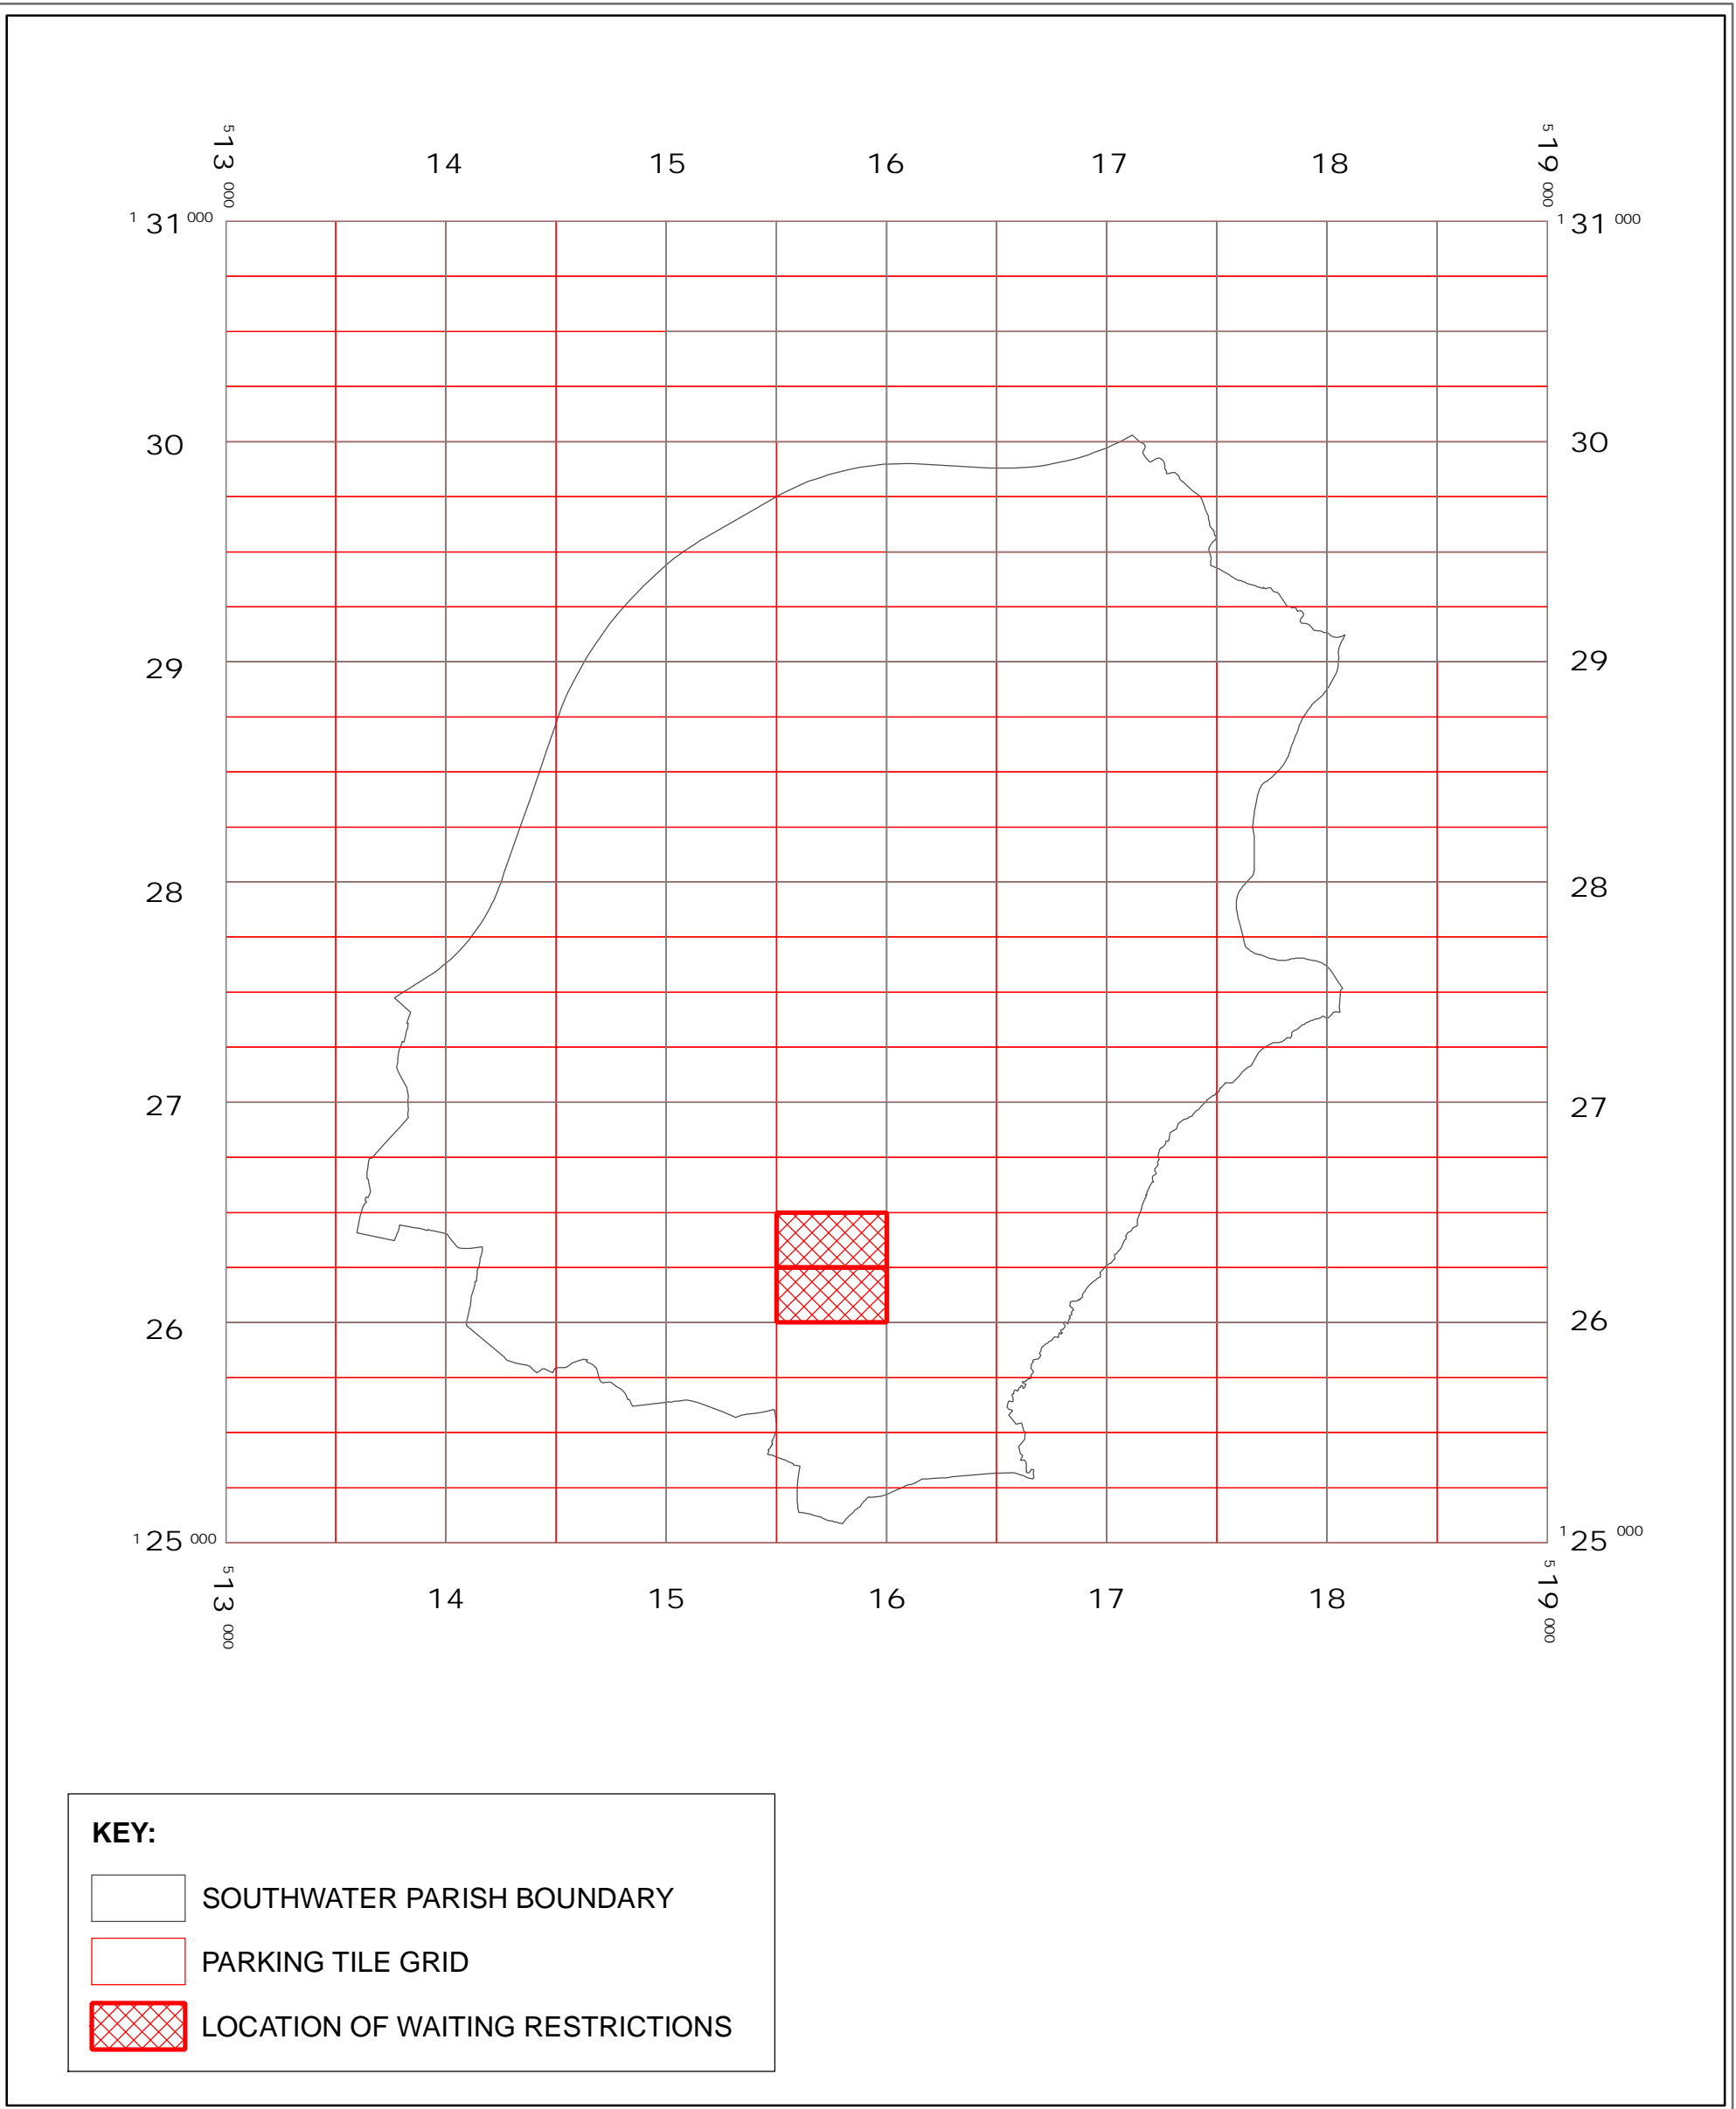 5 13 000 14 15 16 17 18 5 19 000
1 31 000 1 31 000
30 30
29 29
28 28
27 27
26 26
1 25 000 1 25 000
5 13 000 14 15 16 17 18 5 19 000
KEY:
SOUTHWATER PARISH BOUNDARY
PARKING TILE GRID
LOCATION OF WAITING RESTRICTIONS